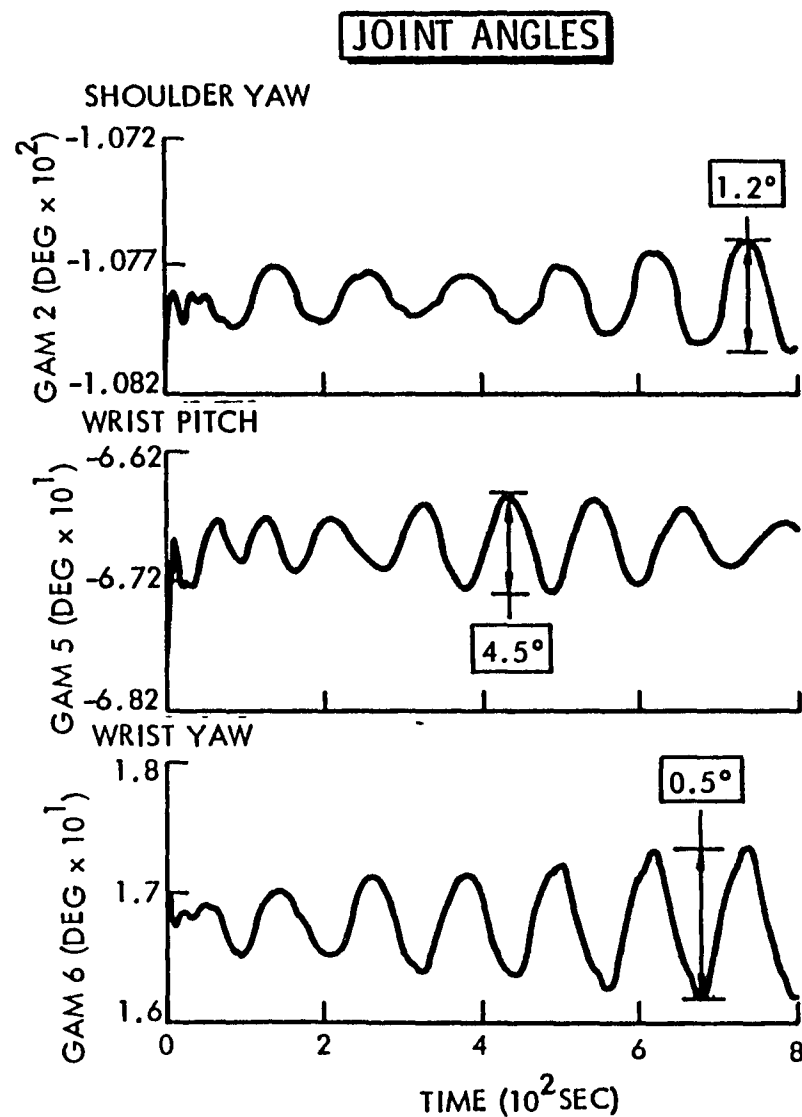 JOINT ANGLES
SHOULDER YAW
GAM 2 (DEG x 10²)
-1.072
-1.077
-1.082
1.2°
WRIST PITCH
GAM 5 (DEG x 10¹)
-6.62
-6.72
-6.82
4.5°
WRIST YAW
GAM 6 (DEG x 10¹)
1.8
1.7
1.6
0.5°
0 2 4 6 8
TIME (10²SEC)